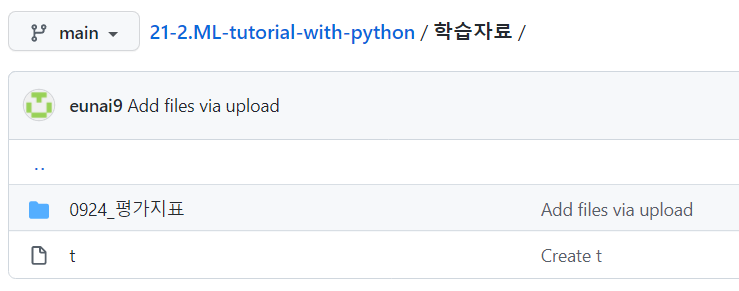 main 21-2.ML-tutorial-with-python / 학습자료 /
eunai9 Add files via upload
..
0924_평가지표 Add files via upload
t Create t